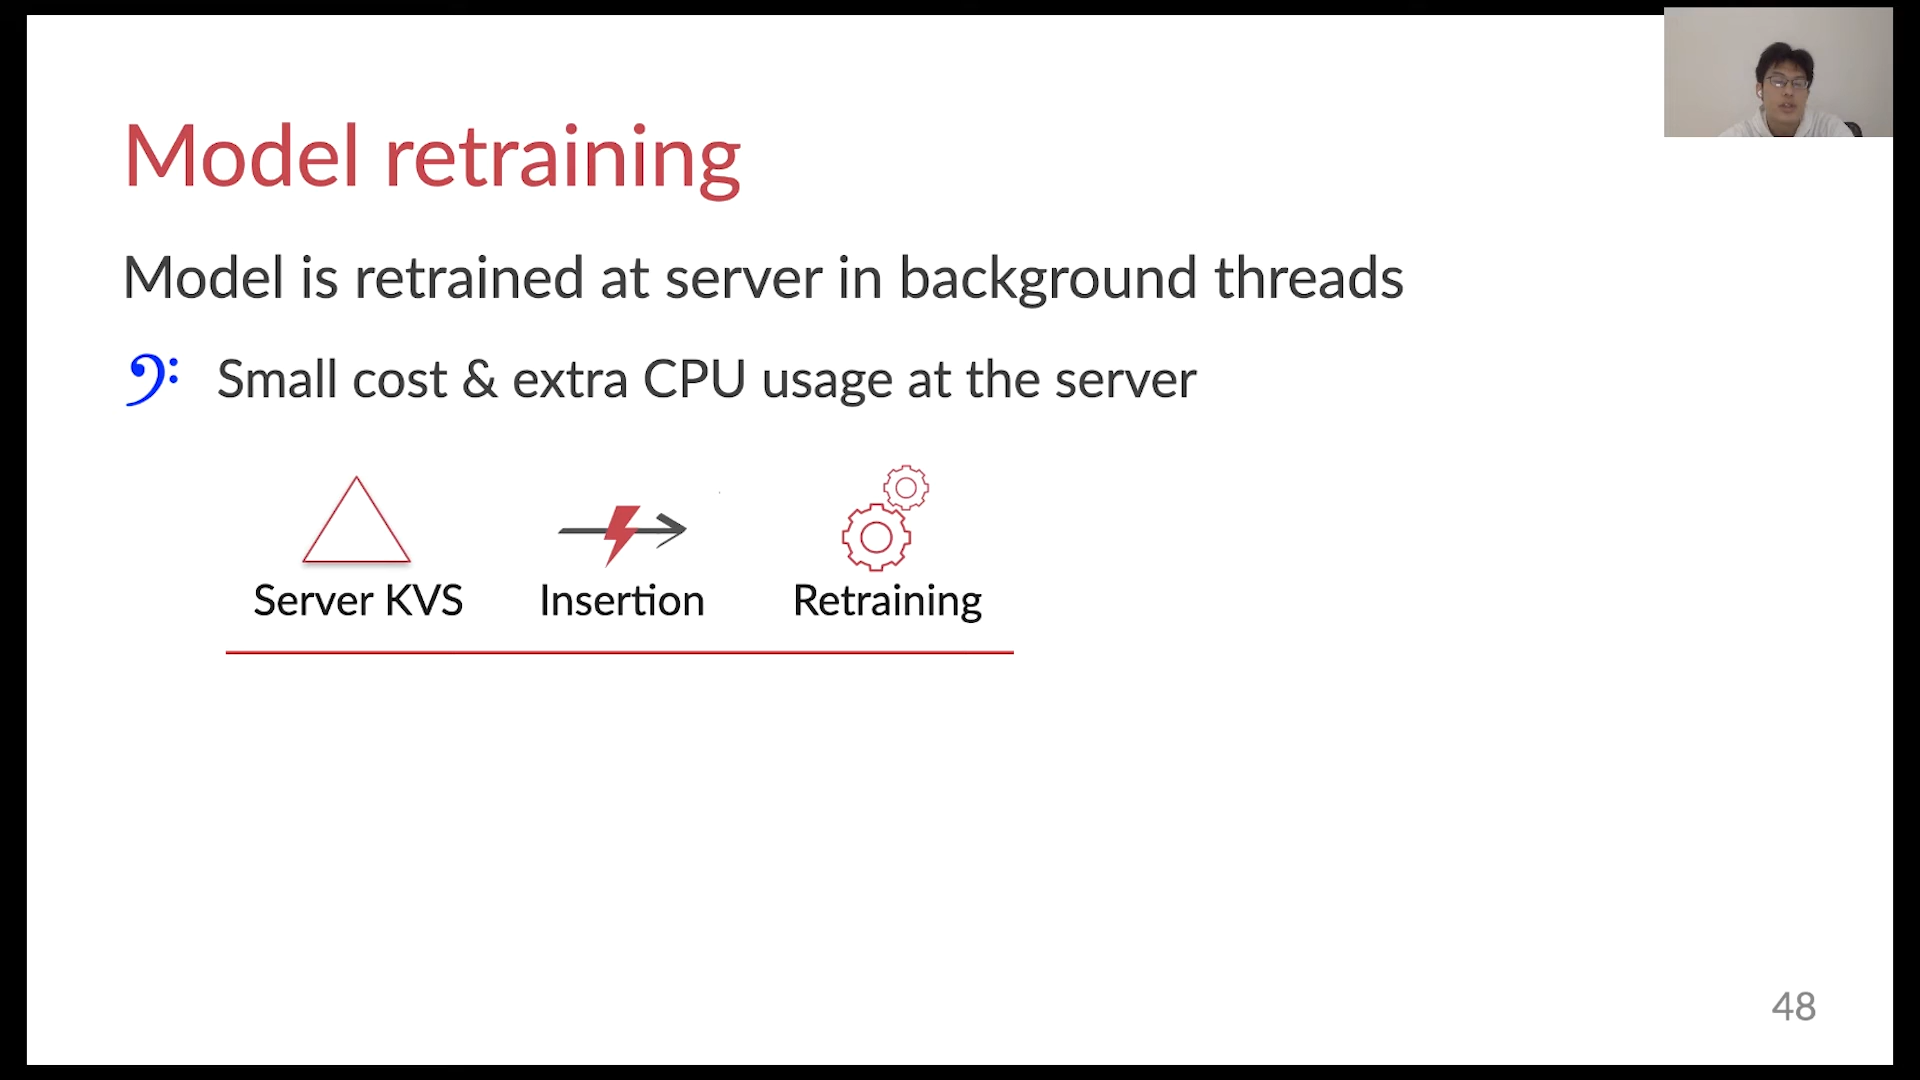 Model retraining
Model is retrained at server in background threads
𝄢 Small cost & extra CPU usage at the server
Server KVS Insertion Retraining
48